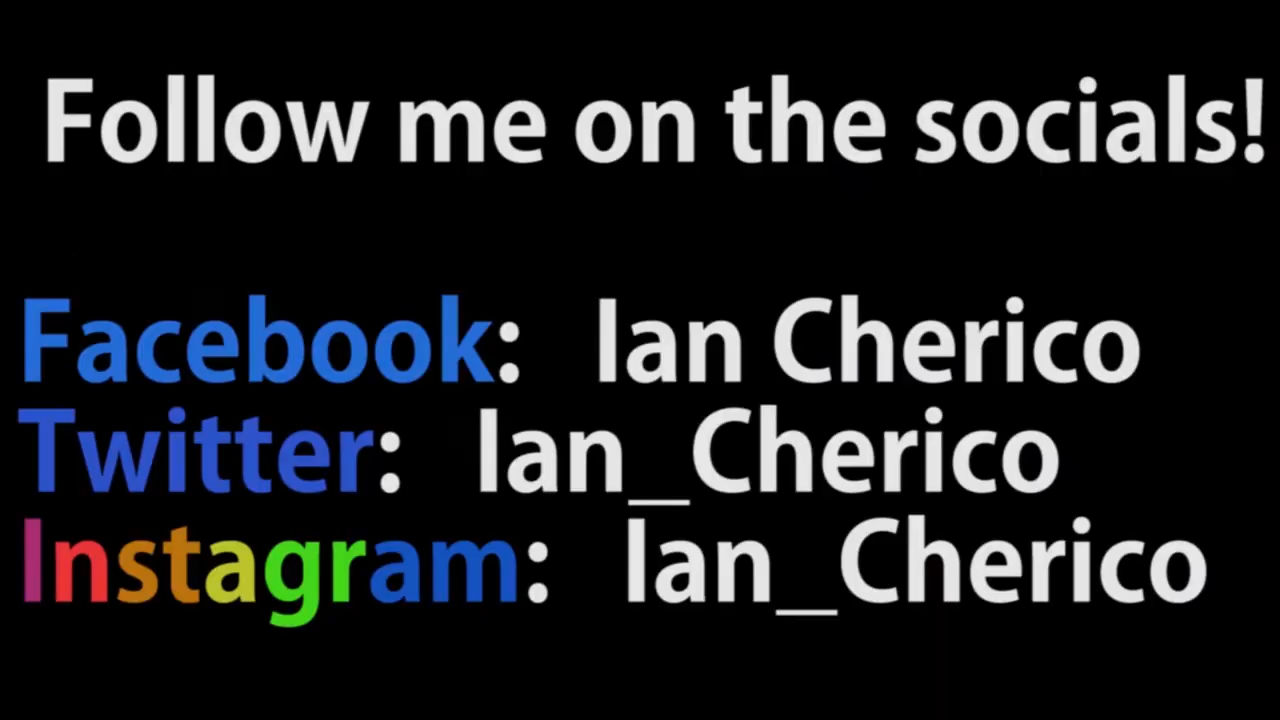 Follow me on the socials!
Facebook: Ian Cherico
Twitter: Ian_Cherico
Instagram: Ian_Cherico